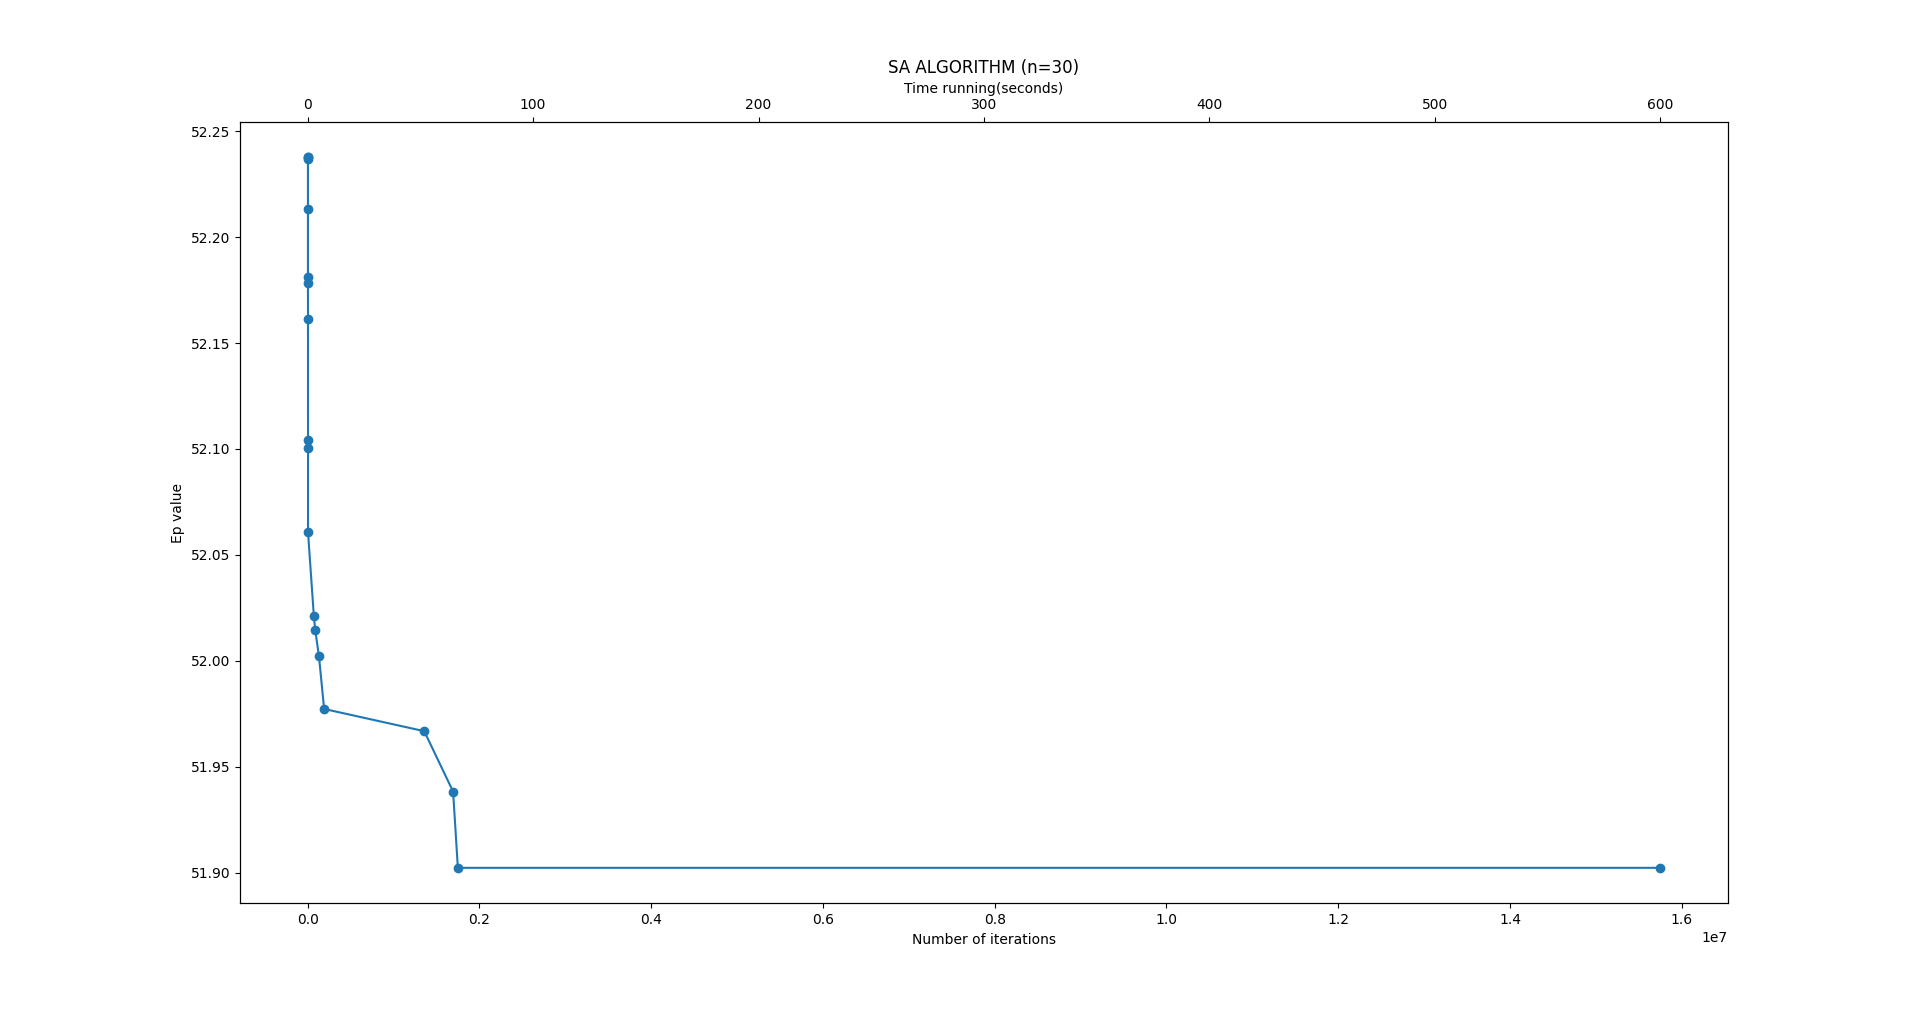 SA ALGORITHM (n=30)
Time running(seconds)
0 100 200 300 400 500 600
52.25
52.20
52.15
52.10
52.05
52.00
51.95
51.90
Ep value
0.0 0.2 0.4 0.6 0.8 1.0 1.2 1.4 1.6
Number of iterations
1e7